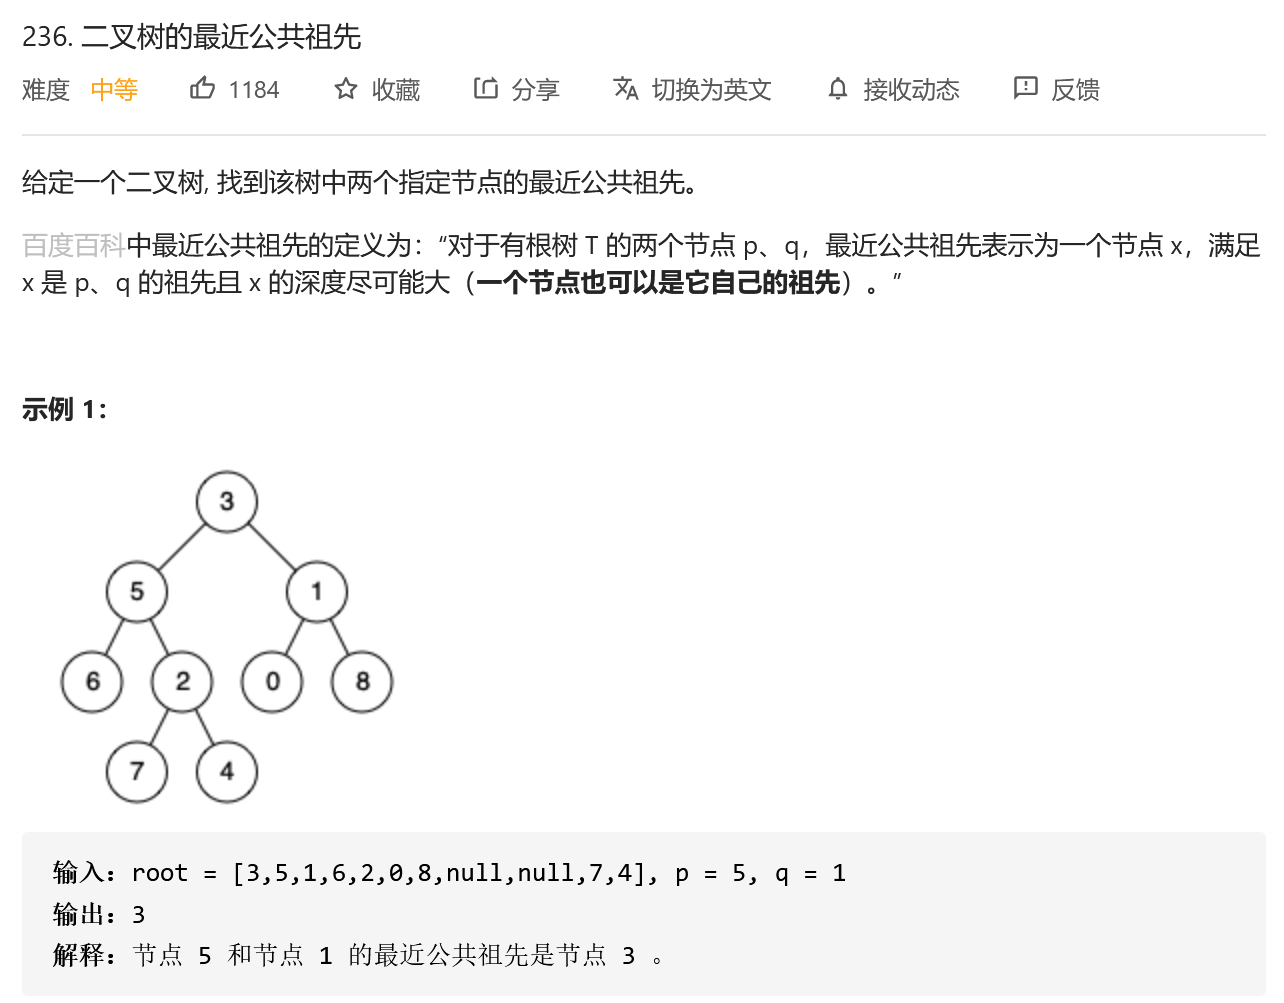 236. 二叉树的最近公共祖先
难度 中等 1184 收藏 分享 切换为英文 接收动态 反馈
给定一个二叉树, 找到该树中两个指定节点的最近公共祖先。
百度百科中最近公共祖先的定义为：“对于有根树 T 的两个节点 p、q，最近公共祖先表示为一个节点 x，满足
x 是 p、q 的祖先且 x 的深度尽可能大（一个节点也可以是它自己的祖先）。”
示例 1：
3
5 1
6 2 0 8
7 4
输入：root = [3,5,1,6,2,0,8,null,null,7,4], p = 5, q = 1
输出：3
解释：节点 5 和节点 1 的最近公共祖先是节点 3 。